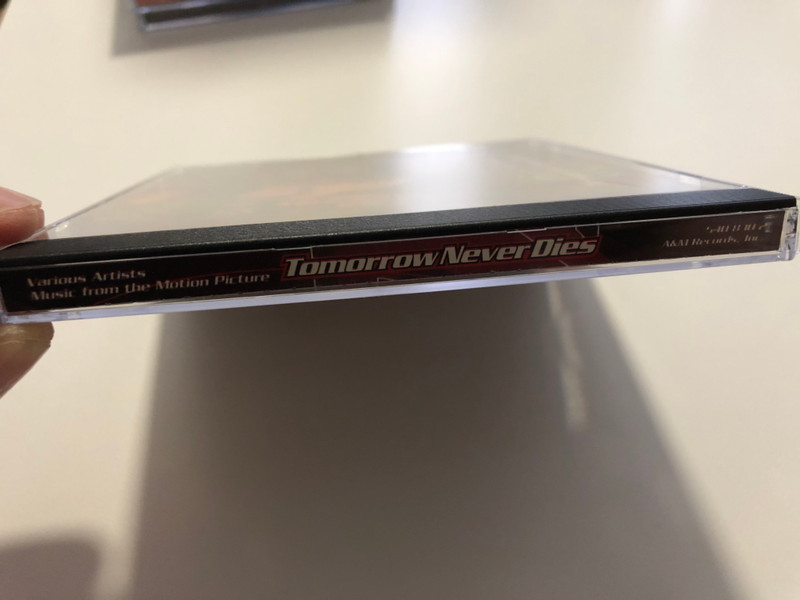 Various Artists
Music from the Motion Picture
Tomorrow Never Dies
A&M Records, Inc.